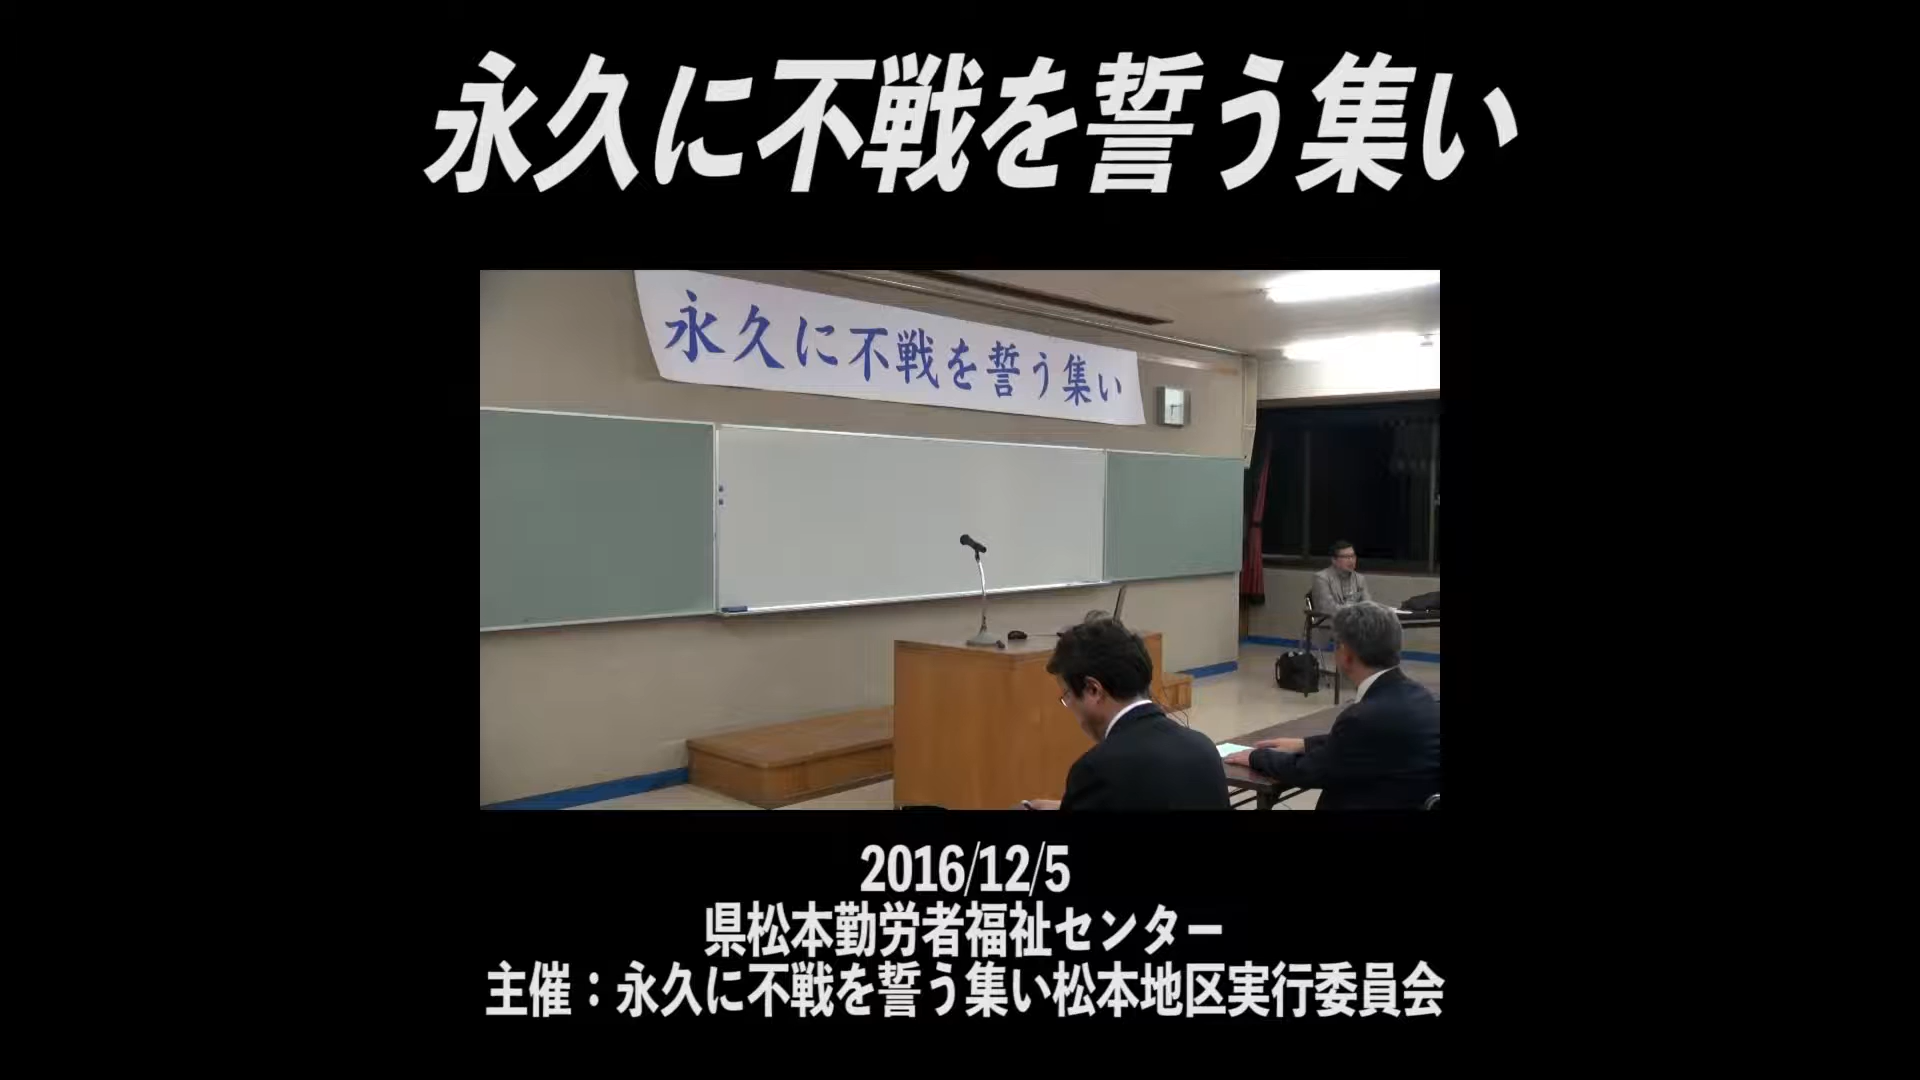 永久に不戦を誓う集い
永久に不戦を誓う集い
2016/12/5
県松本勤労者福祉センター
主催：永久に不戦を誓う集い松本地区実行委員会